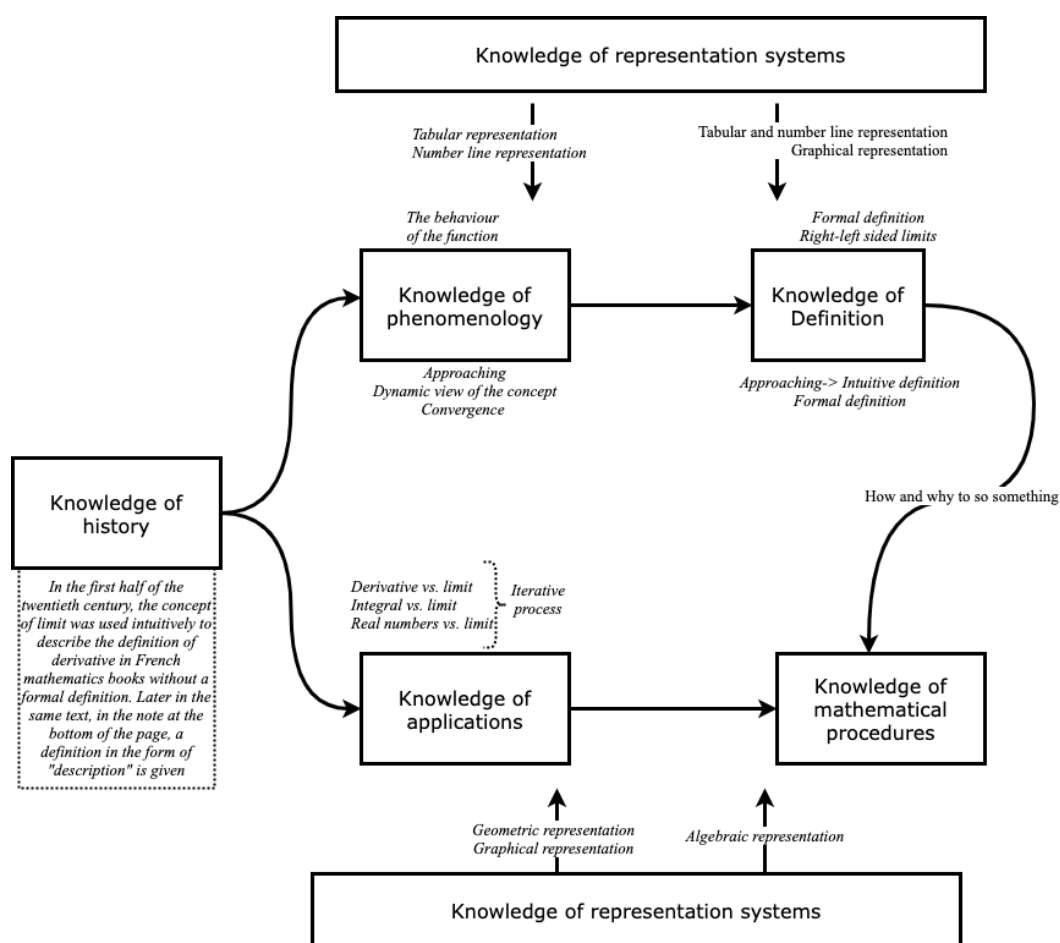 Knowledge of representation systems
Tabular representation
Number line representation
Tabular and number line representation
Graphical representation
The behaviour
of the function
Formal definition
Right-left sided limits
Knowledge of
phenomenology
Knowledge of
Definition
Approaching
Dynamic view of the concept
Convergence
Approaching-> Intuitive definition
Formal definition
Knowledge of
history
How and why to so something
In the first half of the
twentieth century, the concept
of limit was used intuitively to
describe the definition of
derivative in French
mathematics books without a
formal definition. Later in the
same text, in the note at the
bottom of the page, a
definition in the form of
"description" is given
Derivative vs. limit
Integral vs. limit
Real numbers vs. limit
Iterative
process
Knowledge of
applications
Knowledge of
mathematical
procedures
Geometric representation
Graphical representation
Algebraic representation
Knowledge of representation systems